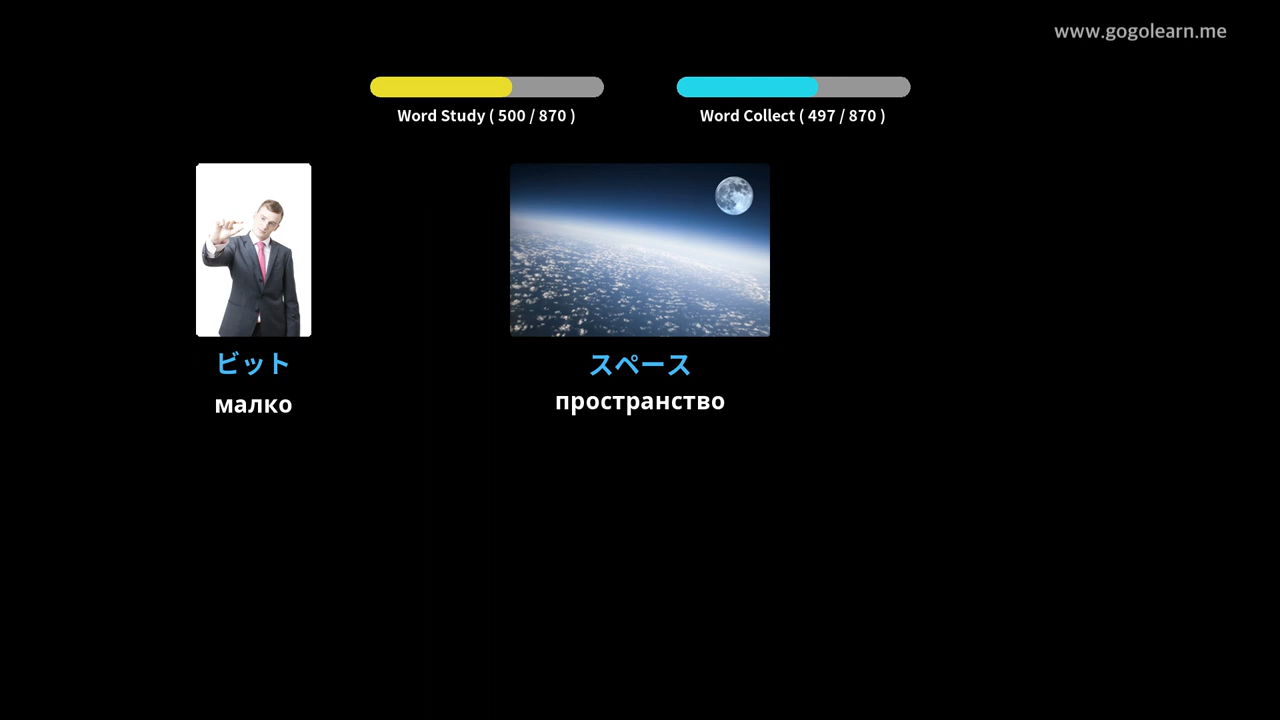 www.gogolearn.me
Word Study ( 500 / 870 )
Word Collect ( 497 / 870 )
ビット
малко
スペース
пространство